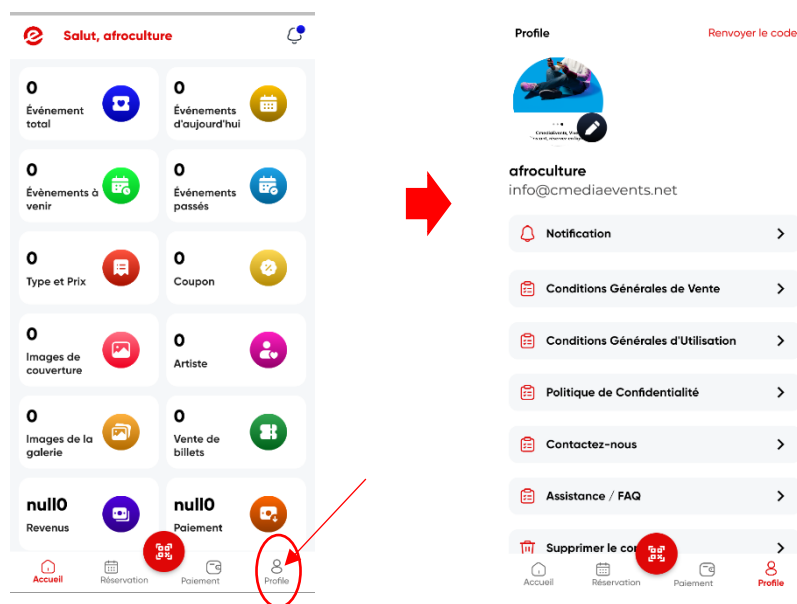 Salut, afroculture
0
Événement
total
0
Événements
d'aujourd'hui
0
Évènements à
venir
0
Événements
passés
0
Type et Prix
0
Coupon
0
Images de
couverture
0
Artiste
0
Images de la
galerie
0
Vente de
billets
null0
Revenus
null0
Paiement
Accueil
Réservation
Paiement
Profile
Profile
Renvoyer le code
afroculture
info@cmediaevents.net
Notification
Conditions Générales de Vente
Conditions Générales d'Utilisation
Politique de Confidentialité
Contactez-nous
Assistance / FAQ
Supprimer le co
Accueil
Réservation
Paiement
Profile